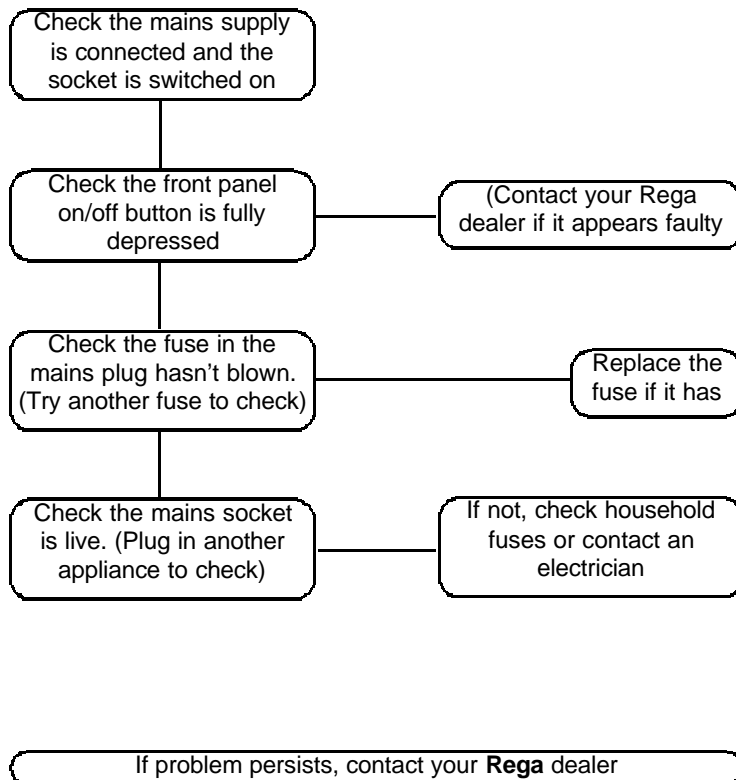 Check the mains supply
is connected and the
socket is switched on
Check the front panel
on/off button is fully
depressed
(Contact your Rega
dealer if it appears faulty
Check the fuse in the
mains plug hasn't blown.
(Try another fuse to check)
Replace the
fuse if it has
Check the mains socket
is live. (Plug in another
appliance to check)
If not, check household
fuses or contact an
electrician
If problem persists, contact your Rega dealer